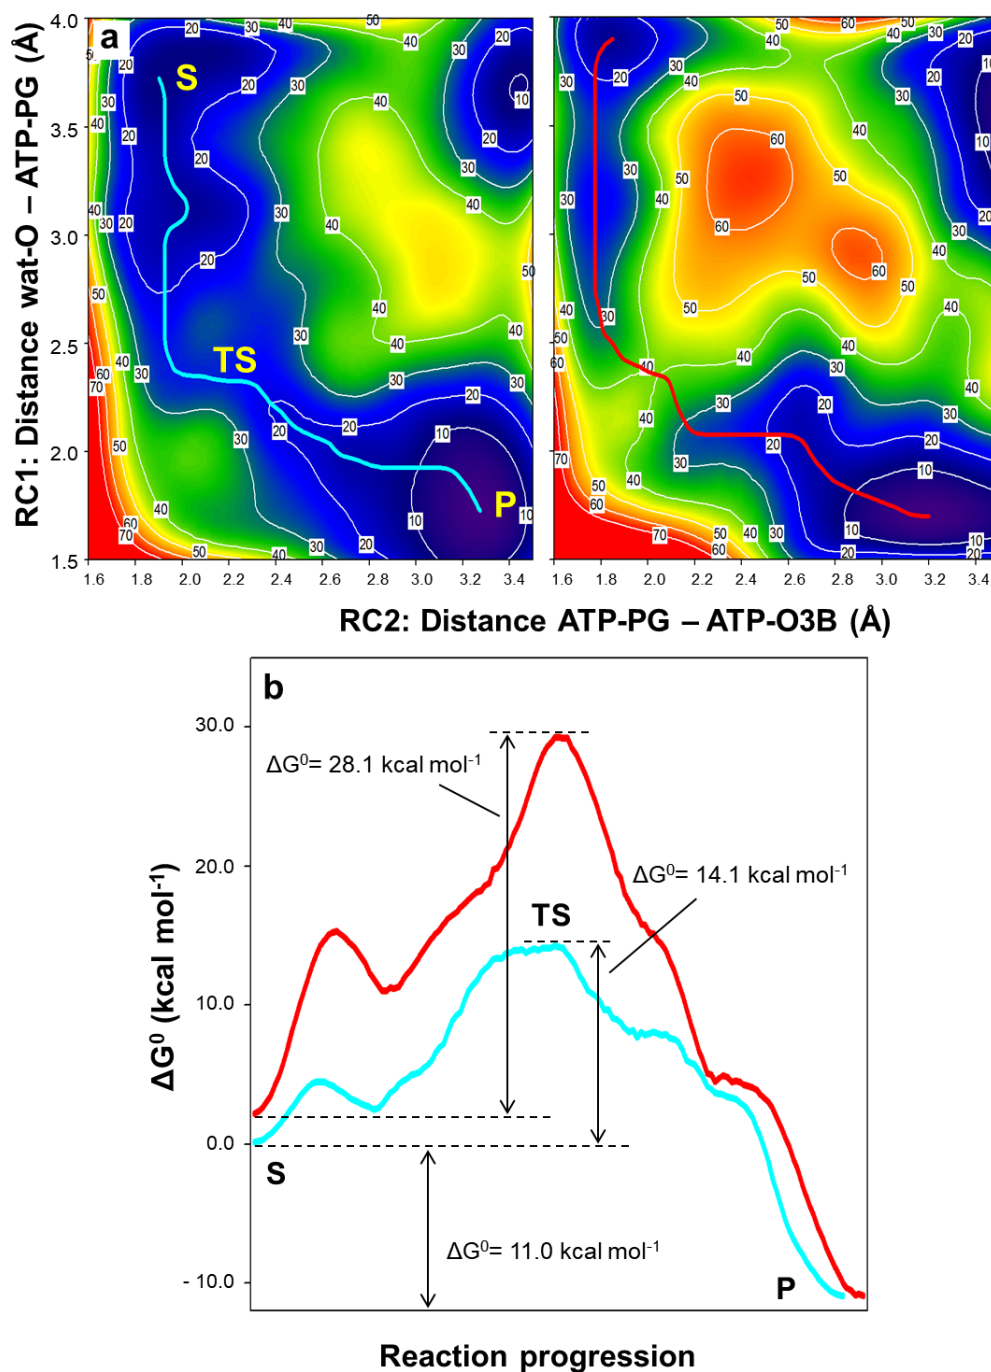 a
S
TS
P
RC1: Distance wat-O – ATP-PG (Å)
4.0
3.5
3.0
2.5
2.0
1.5
1.6 1.8 2.0 2.2 2.4 2.6 2.8 3.0 3.2 3.4
1.6 1.8 2.0 2.2 2.4 2.6 2.8 3.0 3.2 3.4
RC2: Distance ATP-PG – ATP-O3B (Å)
b
ΔG⁰ (kcal mol⁻¹)
30.0
20.0
10.0
0.0
- 10.0
ΔG⁰= 28.1 kcal mol⁻¹
ΔG⁰= 14.1 kcal mol⁻¹
TS
S
ΔG⁰= 11.0 kcal mol⁻¹
P
Reaction progression